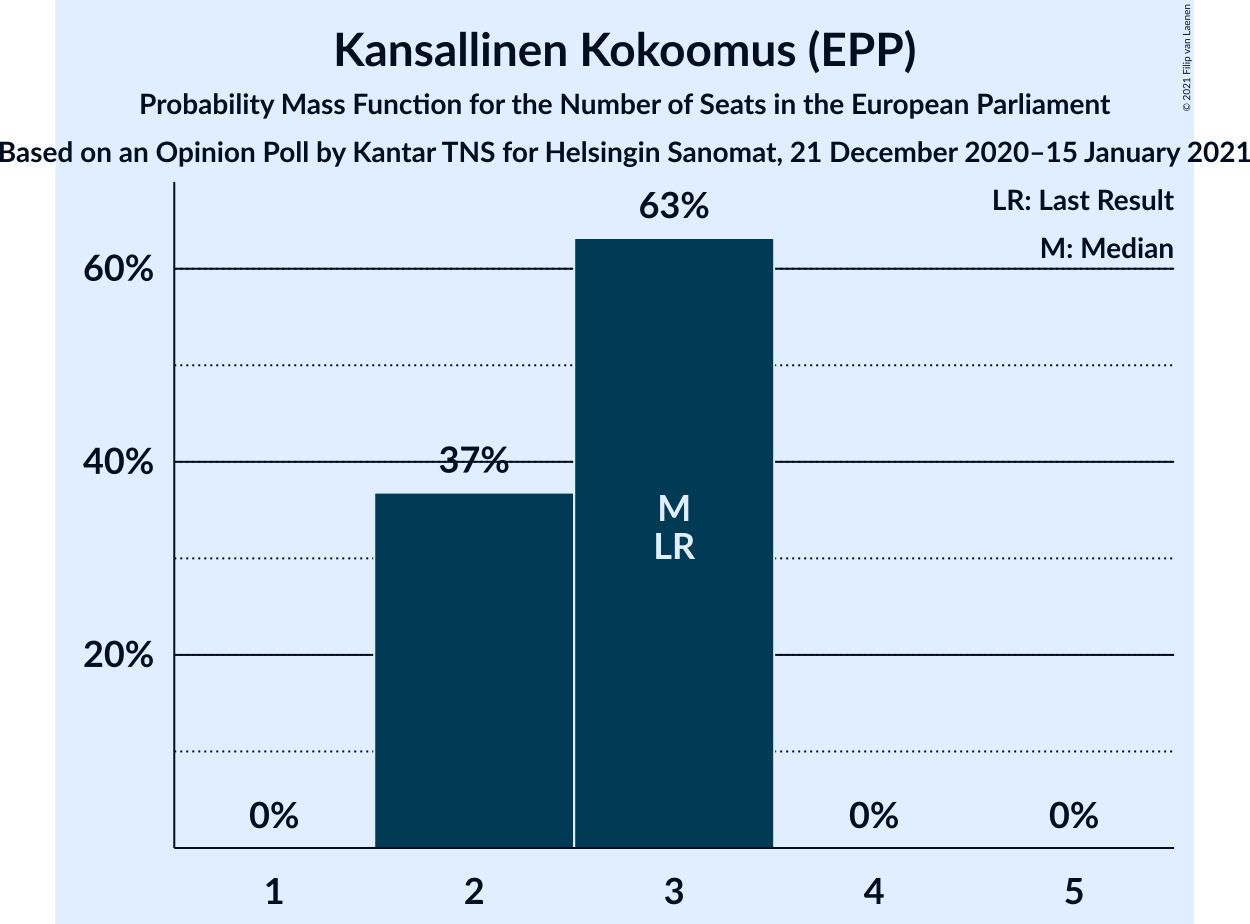 Kansallinen Kokoomus (EPP)
Probability Mass Function for the Number of Seats in the European Parliament
Based on an Opinion Poll by Kantar TNS for Helsingin Sanomat, 21 December 2020–15 January 2021
© 2021 Filip van Laenen
LR: Last Result
M: Median
63%
60%
37%
40%
M
LR
20%
0%
0%
0%
1 2 3 4 5